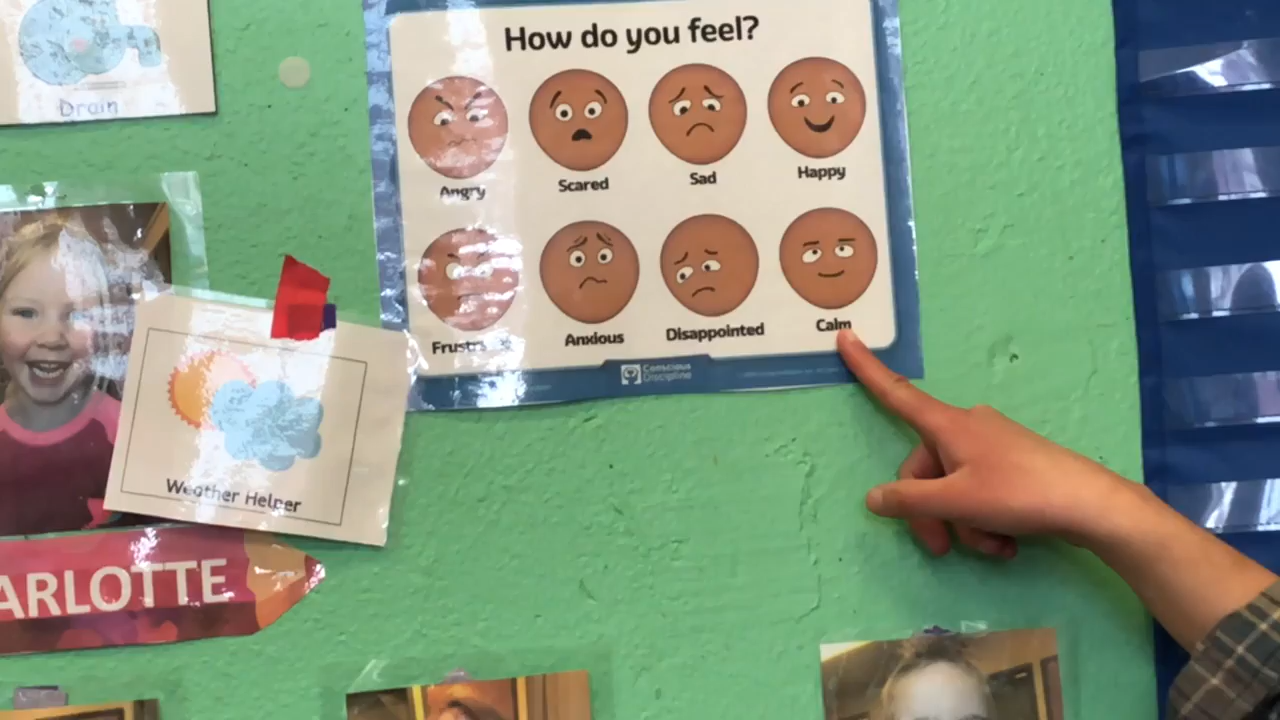 Drain
How do you feel?
Angry
Scared
Sad
Happy
Anxious
Disappointed
Calm
Conscious
Discipline
Weather Helper
ARLOTTE